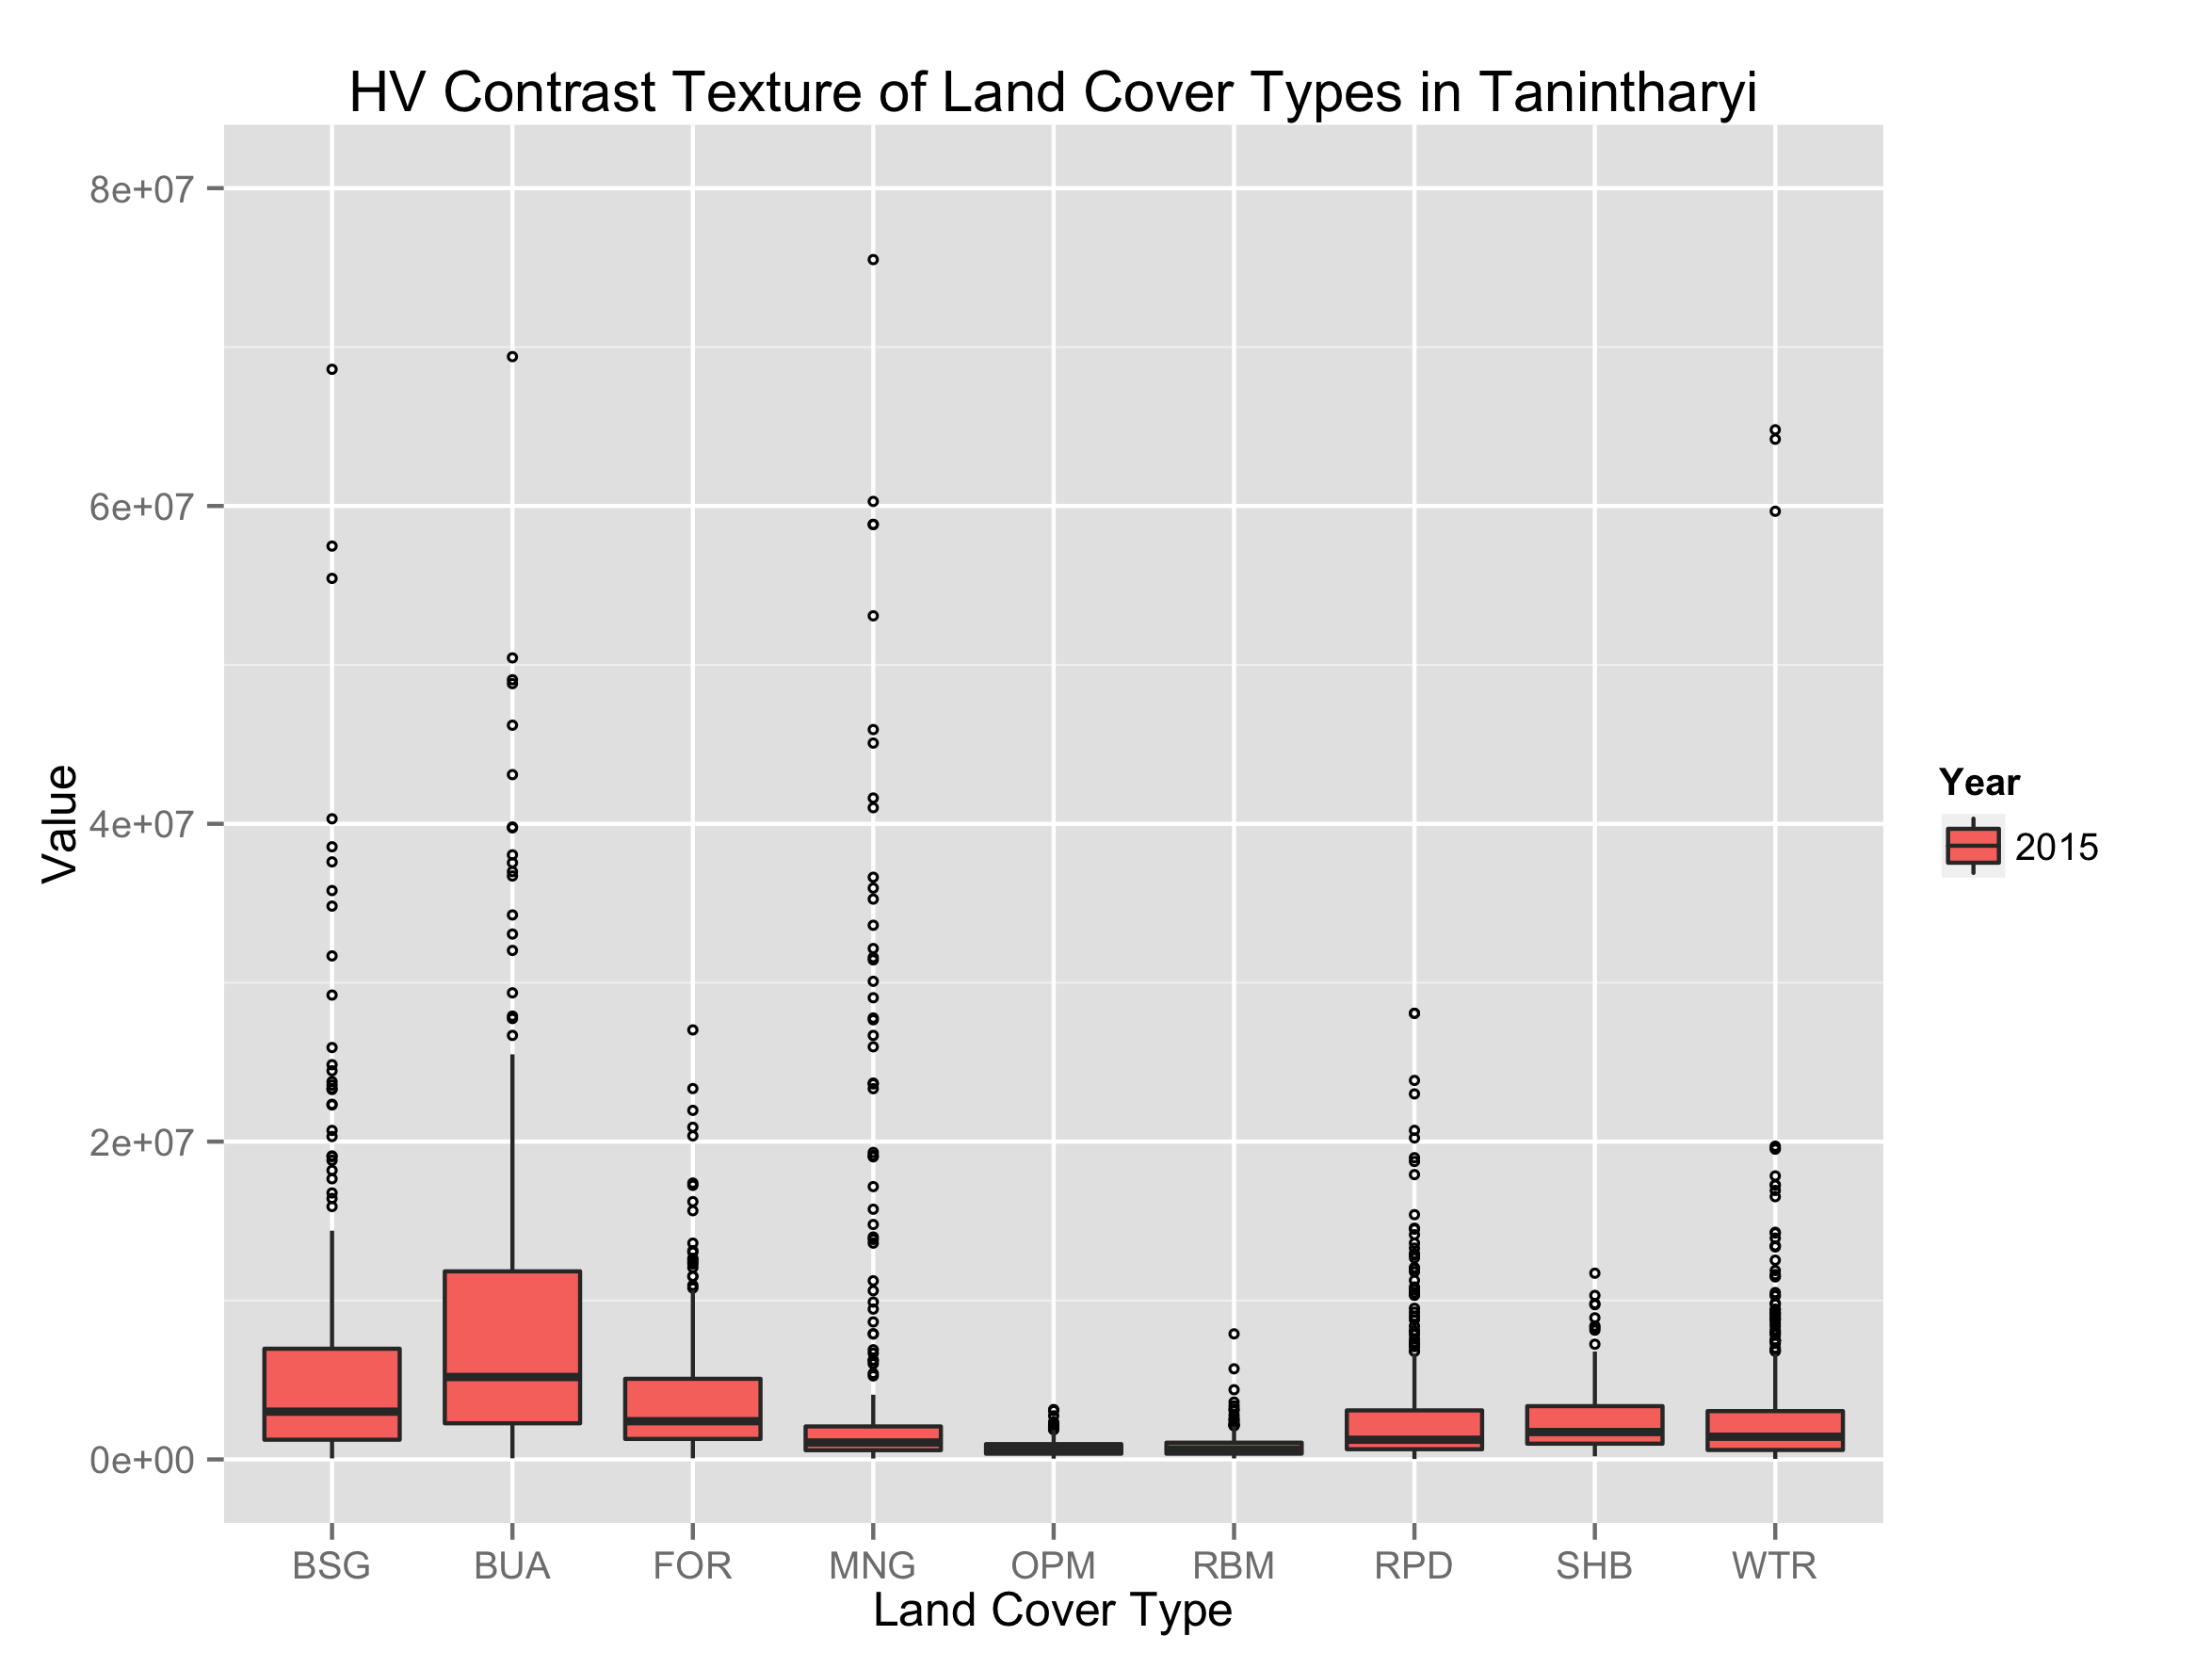 HV Contrast Texture of Land Cover Types in Tanintharyi
8e+07
6e+07
4e+07
2e+07
0e+00
Value
BSG BUA FOR MNG OPM RBM RPD SHB WTR
Land Cover Type
Year
2015